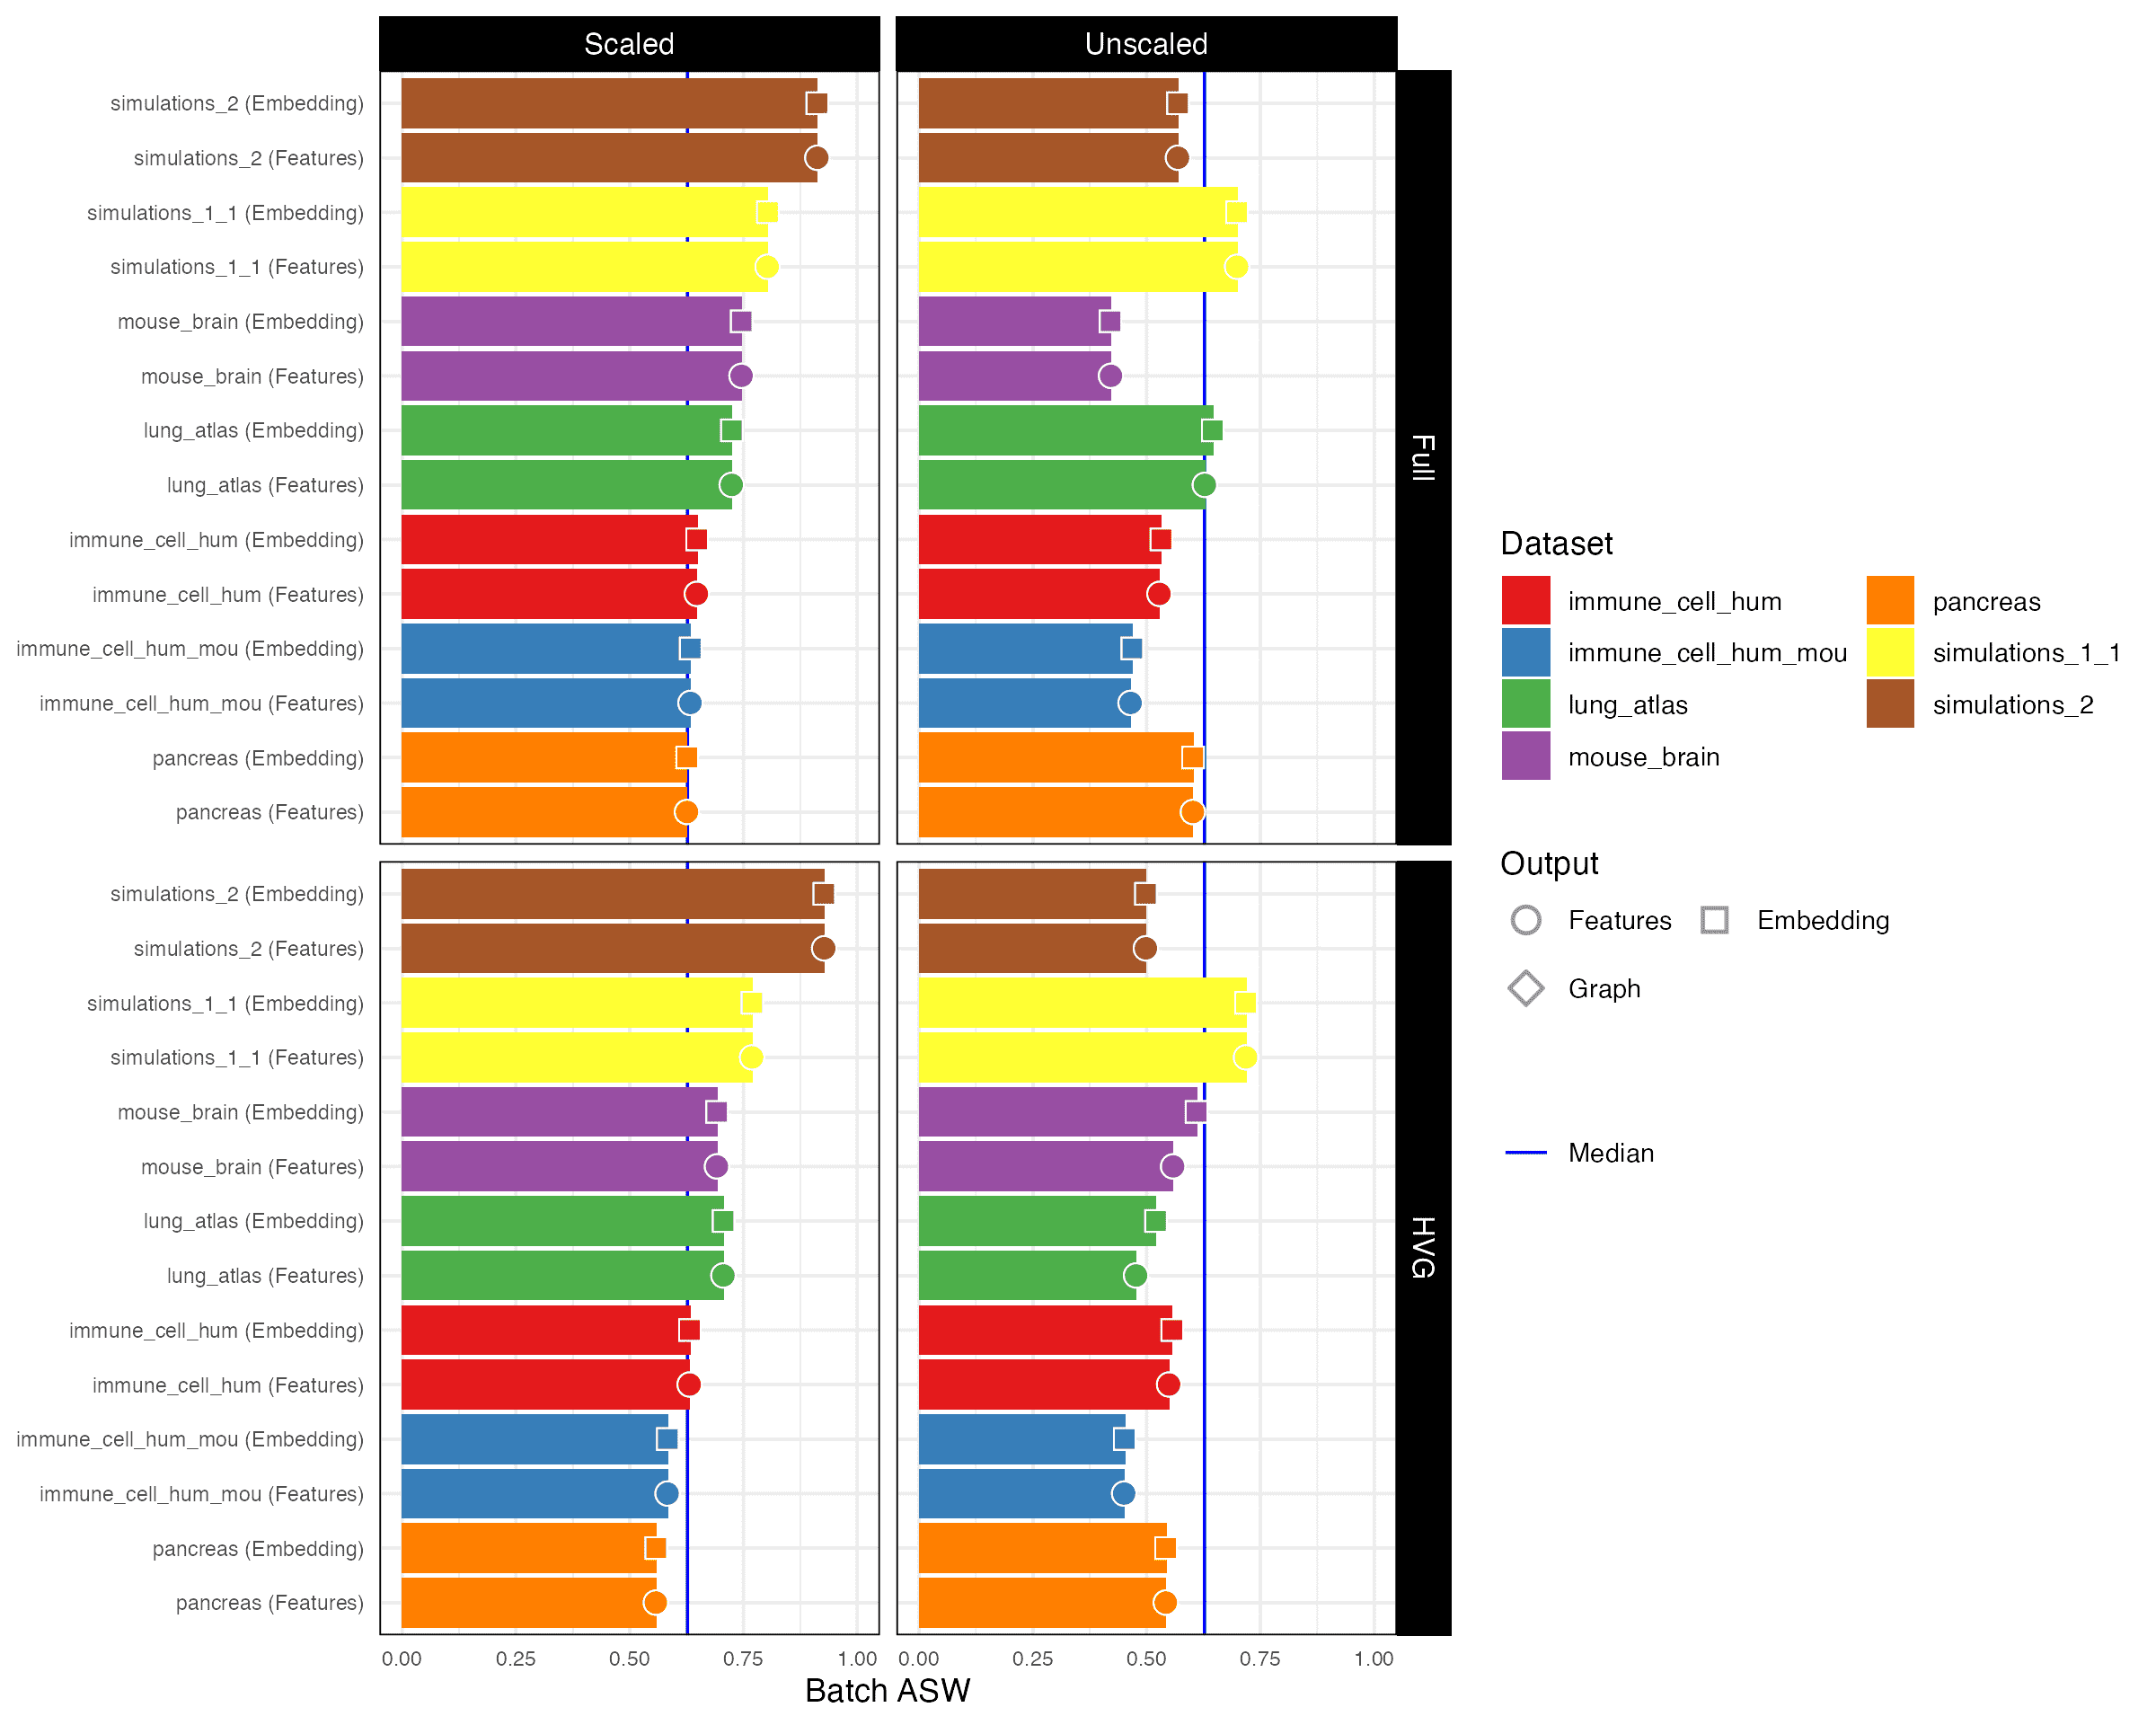 Scaled
Unscaled
simulations_2 (Embedding)
simulations_2 (Features)
simulations_1_1 (Embedding)
simulations_1_1 (Features)
mouse_brain (Embedding)
mouse_brain (Features)
lung_atlas (Embedding)
lung_atlas (Features)
immune_cell_hum (Embedding)
immune_cell_hum (Features)
immune_cell_hum_mou (Embedding)
immune_cell_hum_mou (Features)
pancreas (Embedding)
pancreas (Features)
Full
simulations_2 (Embedding)
simulations_2 (Features)
simulations_1_1 (Embedding)
simulations_1_1 (Features)
mouse_brain (Embedding)
mouse_brain (Features)
lung_atlas (Embedding)
lung_atlas (Features)
immune_cell_hum (Embedding)
immune_cell_hum (Features)
immune_cell_hum_mou (Embedding)
immune_cell_hum_mou (Features)
pancreas (Embedding)
pancreas (Features)
HVG
0.00 0.25 0.50 0.75 1.00
0.00 0.25 0.50 0.75 1.00
Batch ASW
Dataset
immune_cell_hum
immune_cell_hum_mou
lung_atlas
mouse_brain
pancreas
simulations_1_1
simulations_2
Output
Features
Embedding
Graph
Median